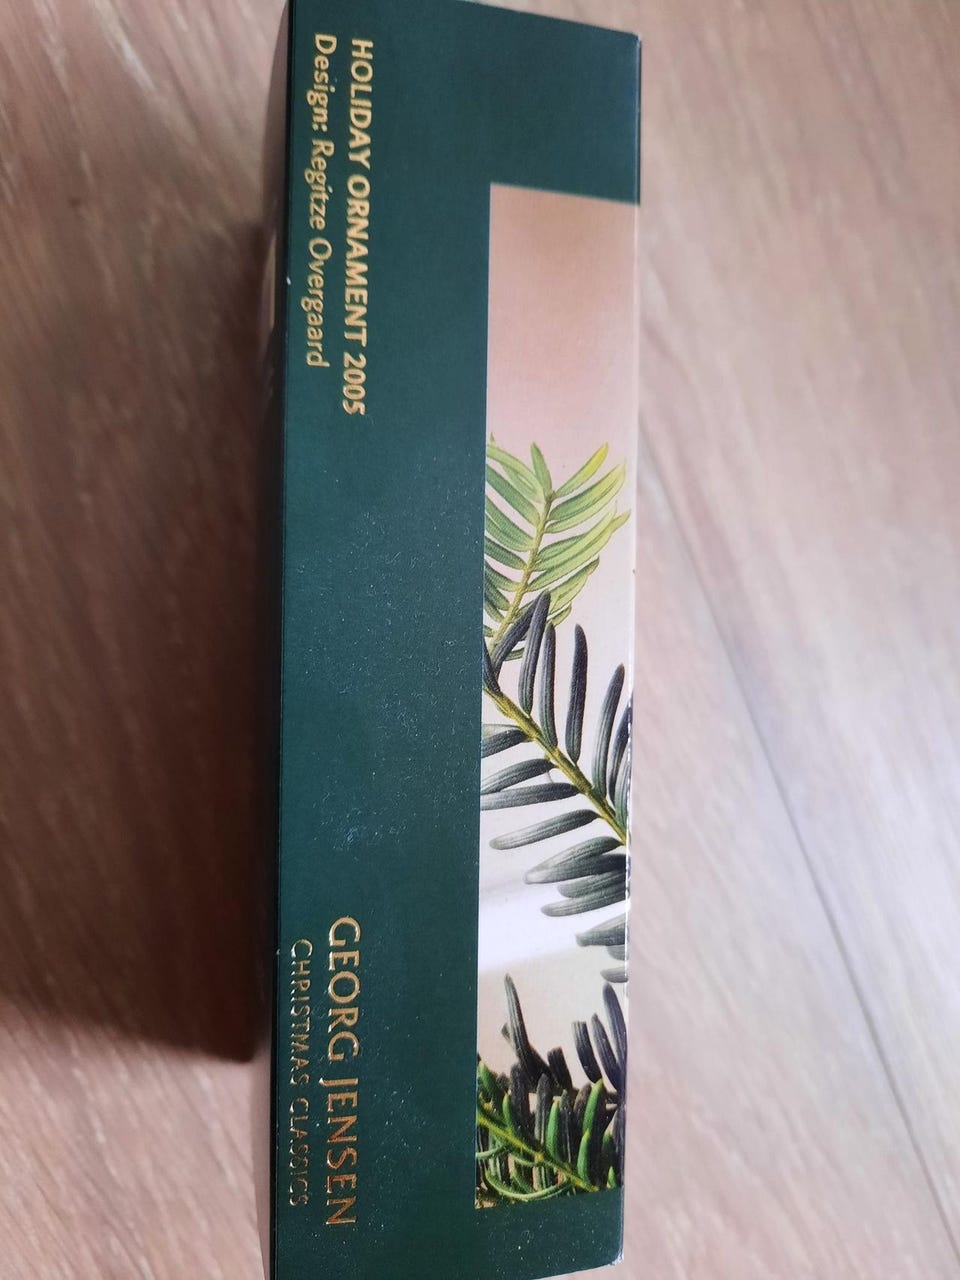 HOLIDAY ORNAMENT 2005
Design: Regitze Overgaard
GEORG JENSEN
CHRISTMAS CLASSICS